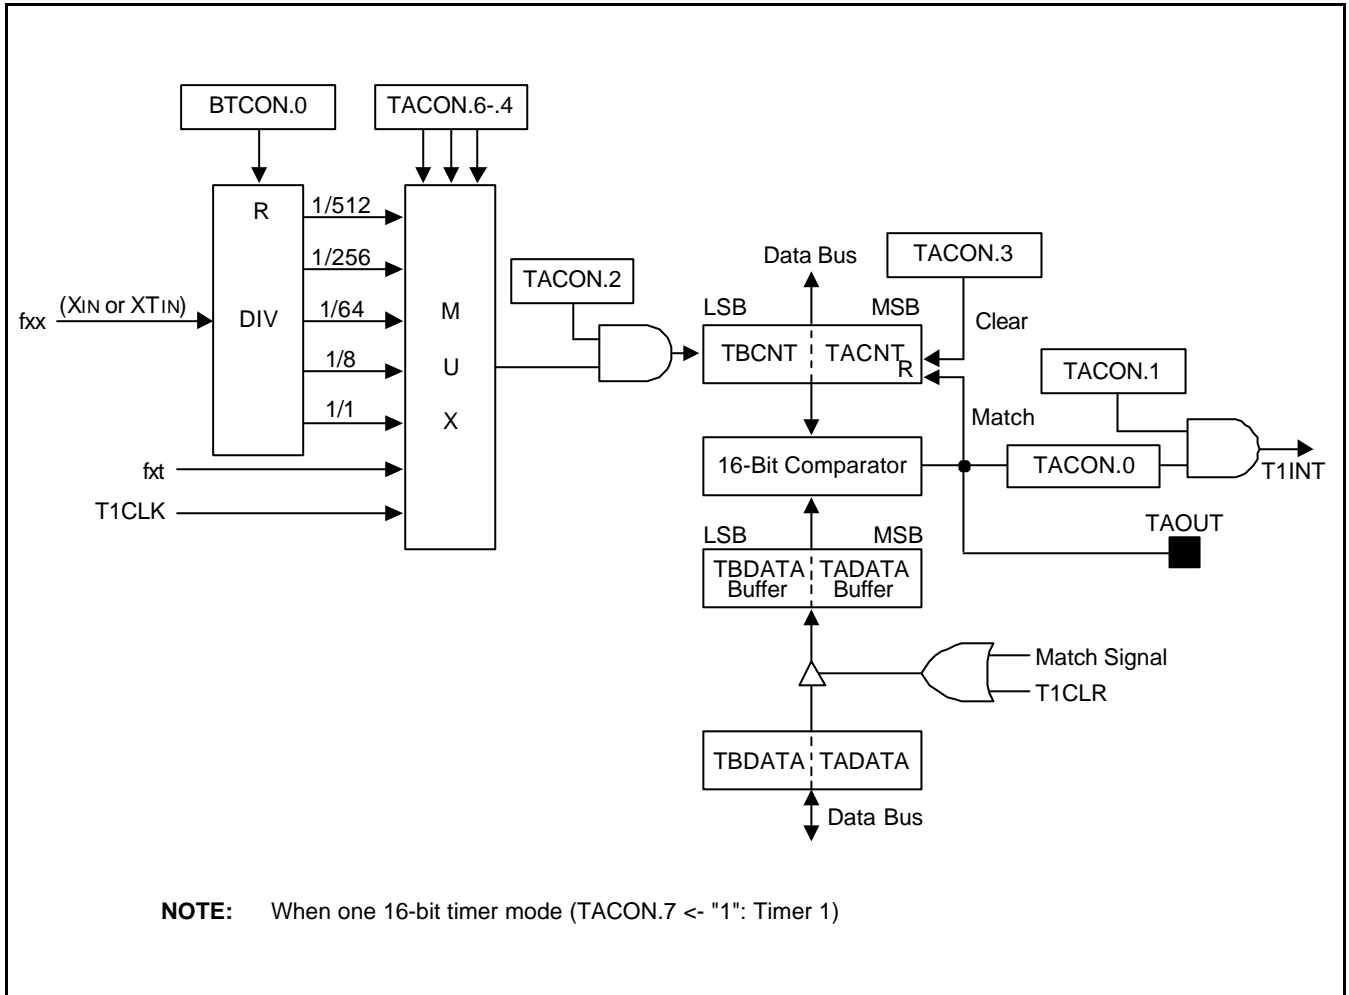 BTCON.0
TACON.6-.4
R
1/512
1/256
1/64
1/8
1/1
fxx
(XIN or XTIN)
DIV
M
U
X
fxt
T1CLK
TACON.2
Data Bus
TACON.3
LSB
MSB
Clear
TBCNT
TACNT
R
TACON.1
Match
16-Bit Comparator
TACON.0
T1INT
TAOUT
LSB
MSB
TBDATA
Buffer
TADATA
Buffer
Match Signal
T1CLR
TBDATA
TADATA
Data Bus
NOTE: When one 16-bit timer mode (TACON.7 <- "1": Timer 1)